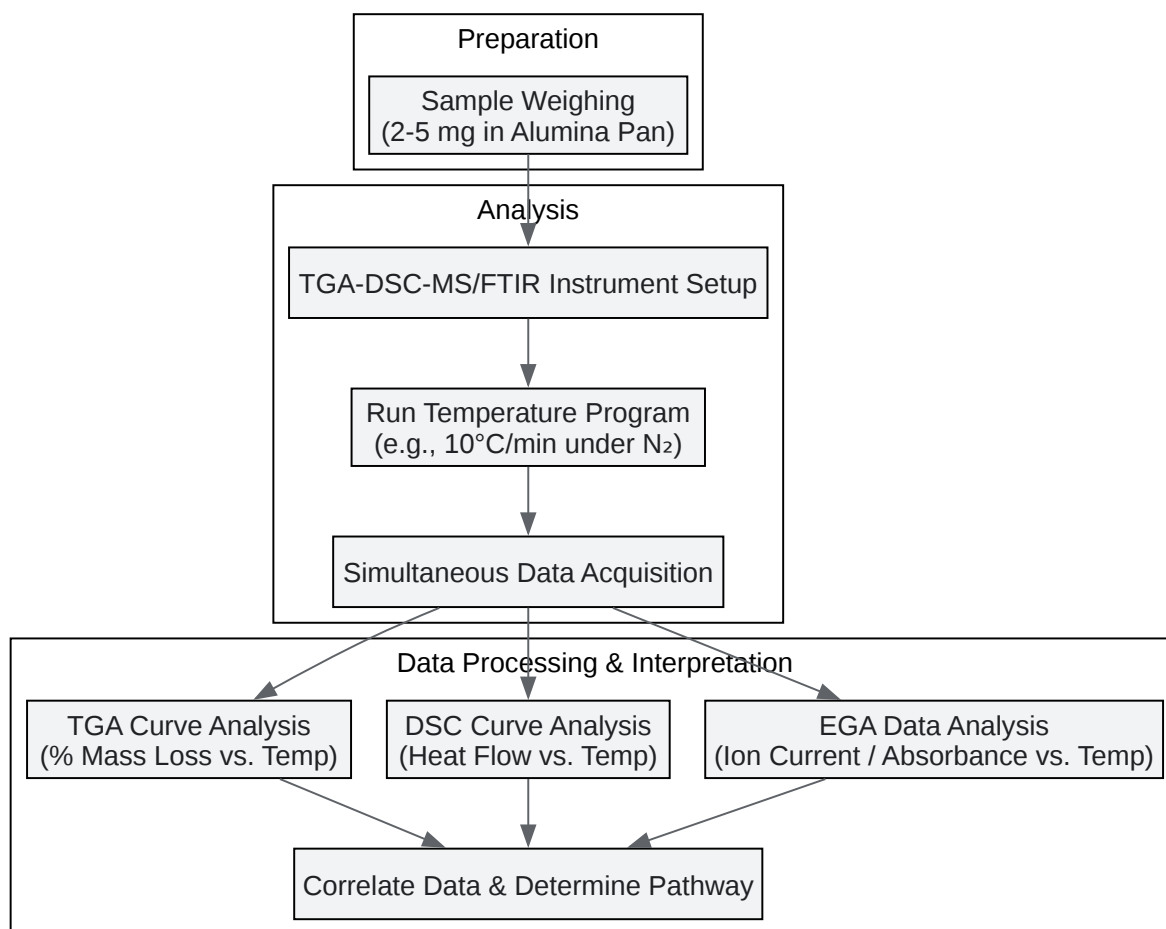 Preparation
Sample Weighing
(2-5 mg in Alumina Pan)
Analysis
TGA-DSC-MS/FTIR Instrument Setup
Run Temperature Program
(e.g., 10°C/min under N₂)
Simultaneous Data Acquisition
Data Processing & Interpretation
TGA Curve Analysis
(% Mass Loss vs. Temp)
DSC Curve Analysis
(Heat Flow vs. Temp)
EGA Data Analysis
(Ion Current / Absorbance vs. Temp)
Correlate Data & Determine Pathway